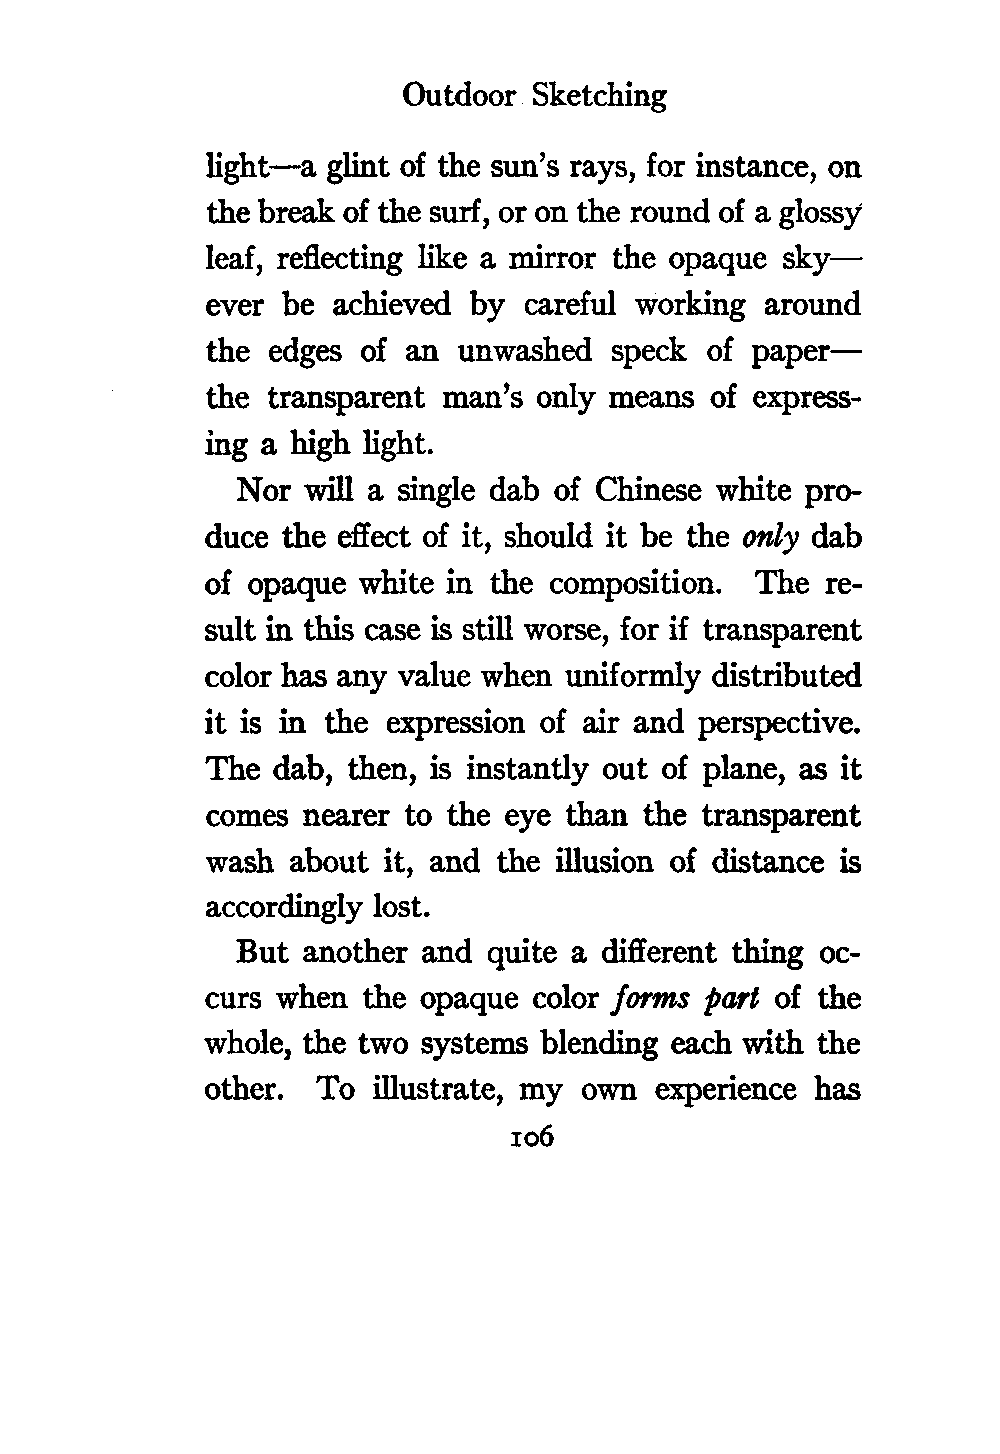 Outdoor Sketching
light—a glint of the sun's rays, for instance, on
the break of the surf, or on the round of a glossy
leaf, reflecting like a mirror the opaque sky—
ever be achieved by careful working around
the edges of an unwashed speck of paper—
the transparent man's only means of express-
ing a high light.
Nor will a single dab of Chinese white pro-
duce the effect of it, should it be the only dab
of opaque white in the composition. The re-
sult in this case is still worse, for if transparent
color has any value when uniformly distributed
it is in the expression of air and perspective.
The dab, then, is instantly out of plane, as it
comes nearer to the eye than the transparent
wash about it, and the illusion of distance is
accordingly lost.
But another and quite a different thing oc-
curs when the opaque color forms part of the
whole, the two systems blending each with the
other. To illustrate, my own experience has
106